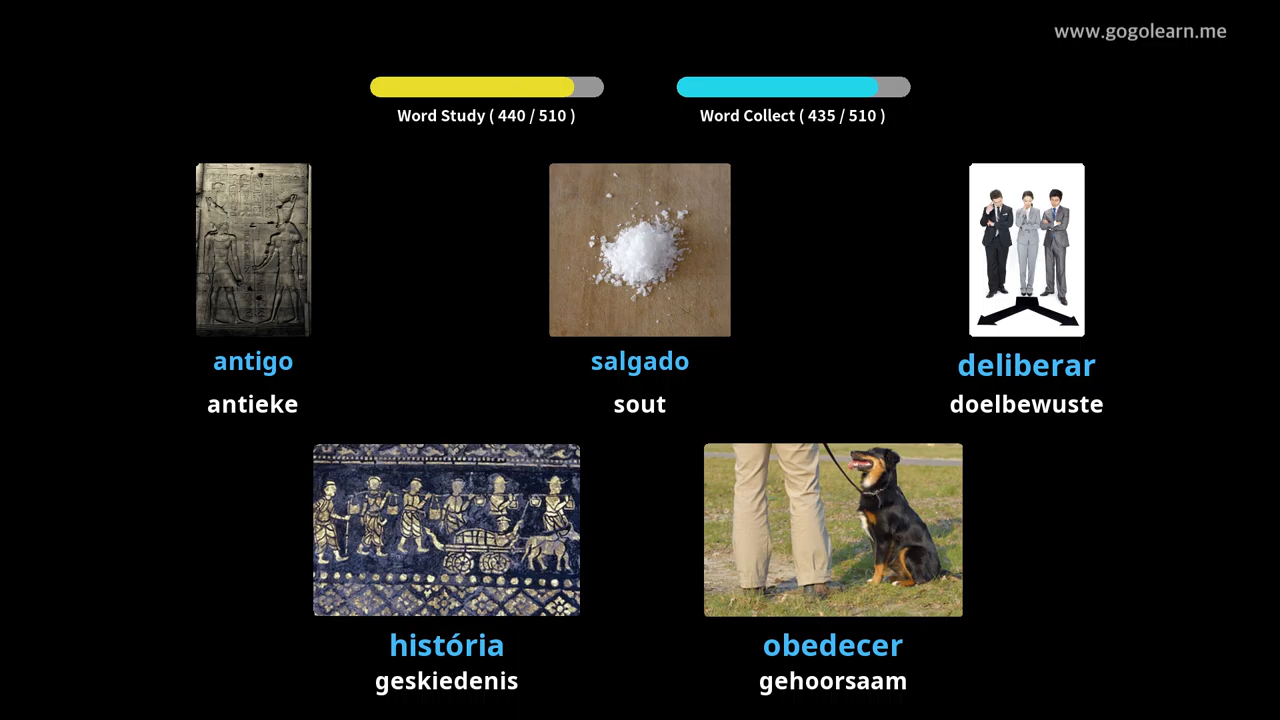 www.gogolearn.me
Word Study ( 440 / 510 )
Word Collect ( 435 / 510 )
antigo
salgado
deliberar
antieke
sout
doelbewuste
história
obedecer
geskiedenis
gehoorsaam